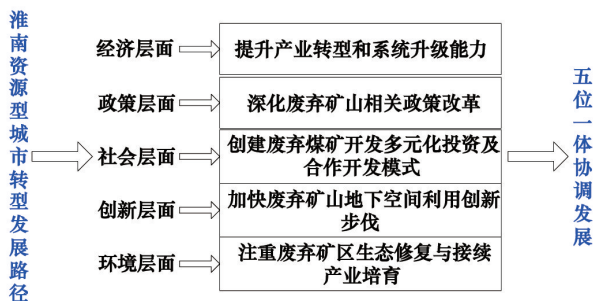 淮南资源型城市转型发展路径
经济层面
提升产业转型和系统升级能力
政策层面
深化废弃矿山相关政策改革
社会层面
创建废弃煤矿开发多元化投资及
合作开发模式
创新层面
加快废弃矿山地下空间利用创新
步伐
环境层面
注重废弃矿区生态修复与接续
产业培育
五位一体协调发展